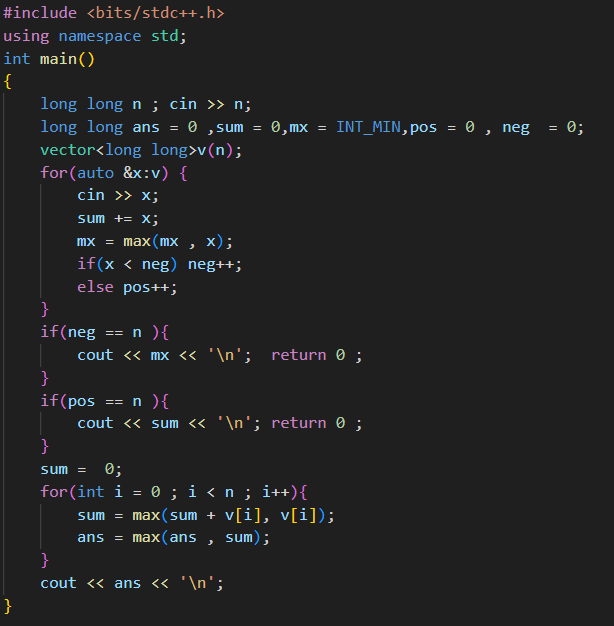 #include <bits/stdc++.h>
using namespace std;
int main()
{
    long long n ; cin >> n;
    long long ans = 0 ,sum = 0,mx = INT_MIN,pos = 0 , neg  = 0;
    vector<long long>v(n);
    for(auto &x:v) {
        cin >> x;
        sum += x;
        mx = max(mx , x);
        if(x < neg) neg++;
        else pos++;
    }
    if(neg == n ){
        cout << mx << '\n';  return 0 ;
    }
    if(pos == n ){
        cout << sum << '\n'; return 0 ;
    }
    sum =  0;
    for(int i = 0 ; i < n ; i++){
        sum = max(sum + v[i], v[i]);
        ans = max(ans , sum);
    }
    cout << ans << '\n';
}